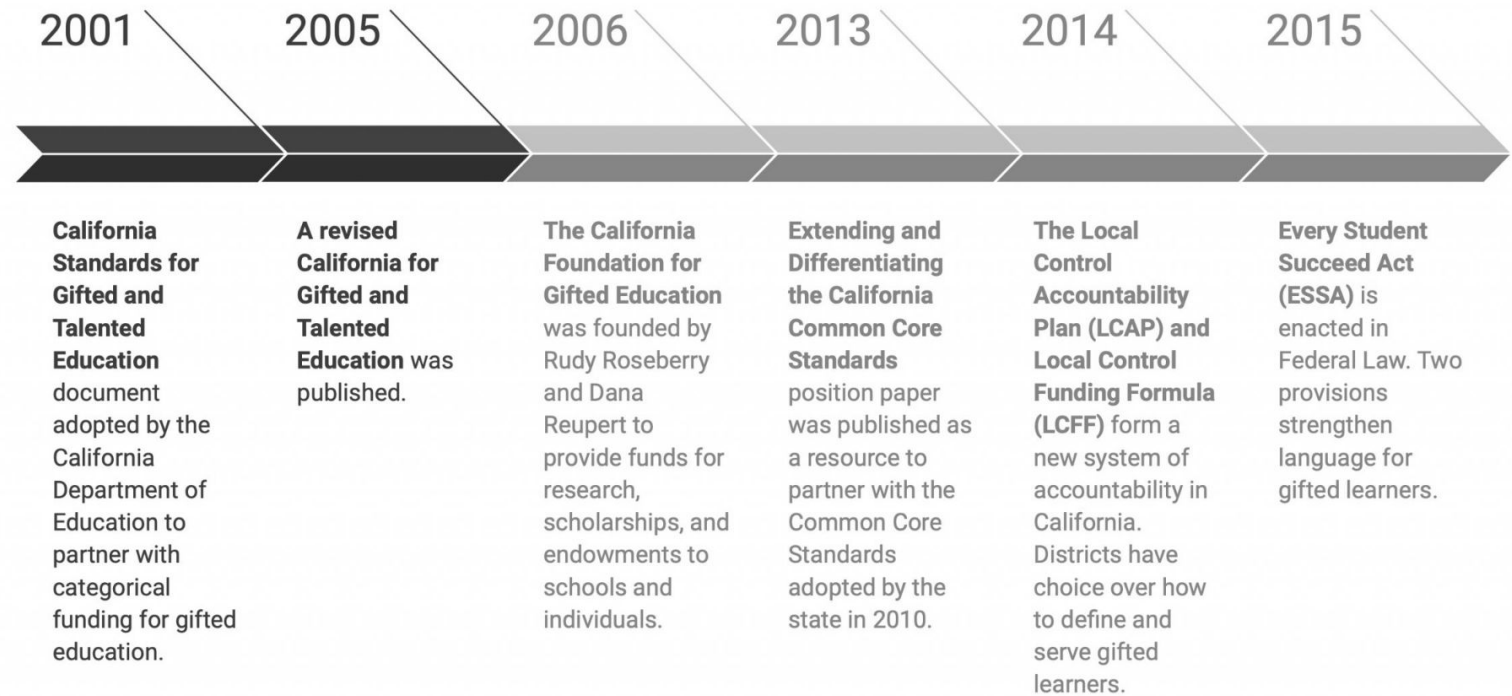 2001
2005
2006
2013
2014
2015
California
Standards for
Gifted and
Talented
Education
document
adopted by the
California
Department of
Education to
partner with
categorical
funding for gifted
education.
A revised
California for
Gifted and
Talented
Education was
published.
The California
Foundation for
Gifted Education
was founded by
Rudy Roseberry
and Dana
Reupert to
provide funds for
research,
scholarships, and
endowments to
schools and
individuals.
Extending and
Differentiating
the California
Common Core
Standards
position paper
was published as
a resource to
partner with the
Common Core
Standards
adopted by the
state in 2010.
The Local
Control
Accountability
Plan (LCAP) and
Local Control
Funding Formula
(LCFF) form a
new system of
accountability in
California.
Districts have
choice over how
to define and
serve gifted
learners.
Every Student
Succeed Act
(ESSA) is
enacted in
Federal Law. Two
provisions
strengthen
language for
gifted learners.